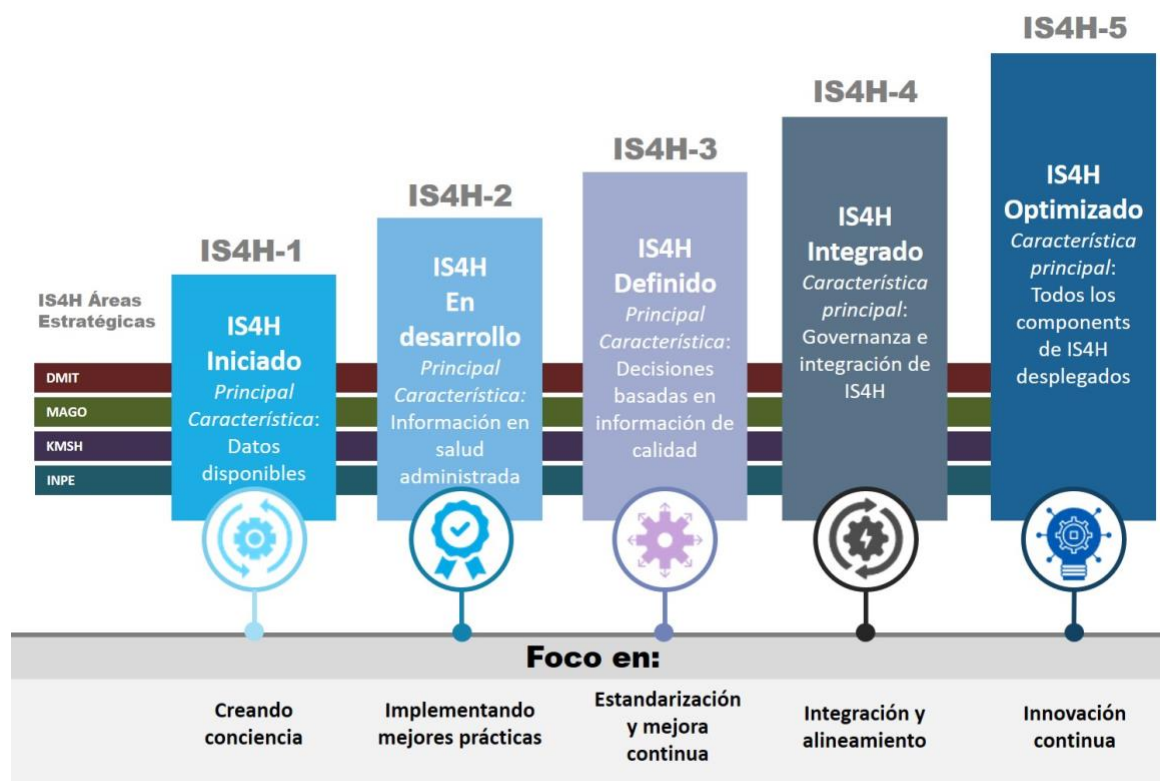 IS4H Áreas
Estratégicas
DMIT
MAGO
KMSH
INPE
IS4H-1
IS4H
Iniciado
Principal
Característica:
Datos
disponibles
IS4H-2
IS4H
En
desarrollo
Principal
Característica:
Información en
salud
administrada
IS4H-3
IS4H
Definido
Principal
Característica:
Decisiones
basadas en
información de
calidad
IS4H-4
IS4H
Integrado
Característica
principal:
Governanza e
integración de
IS4H
IS4H-5
IS4H
Optimizado
Característica
principal:
Todos los
components
de IS4H
desplegados
Foco en:
Creando
conciencia
Implementando
mejores prácticas
Estandarización
y mejora
continua
Integración y
alineamiento
Innovación
continua